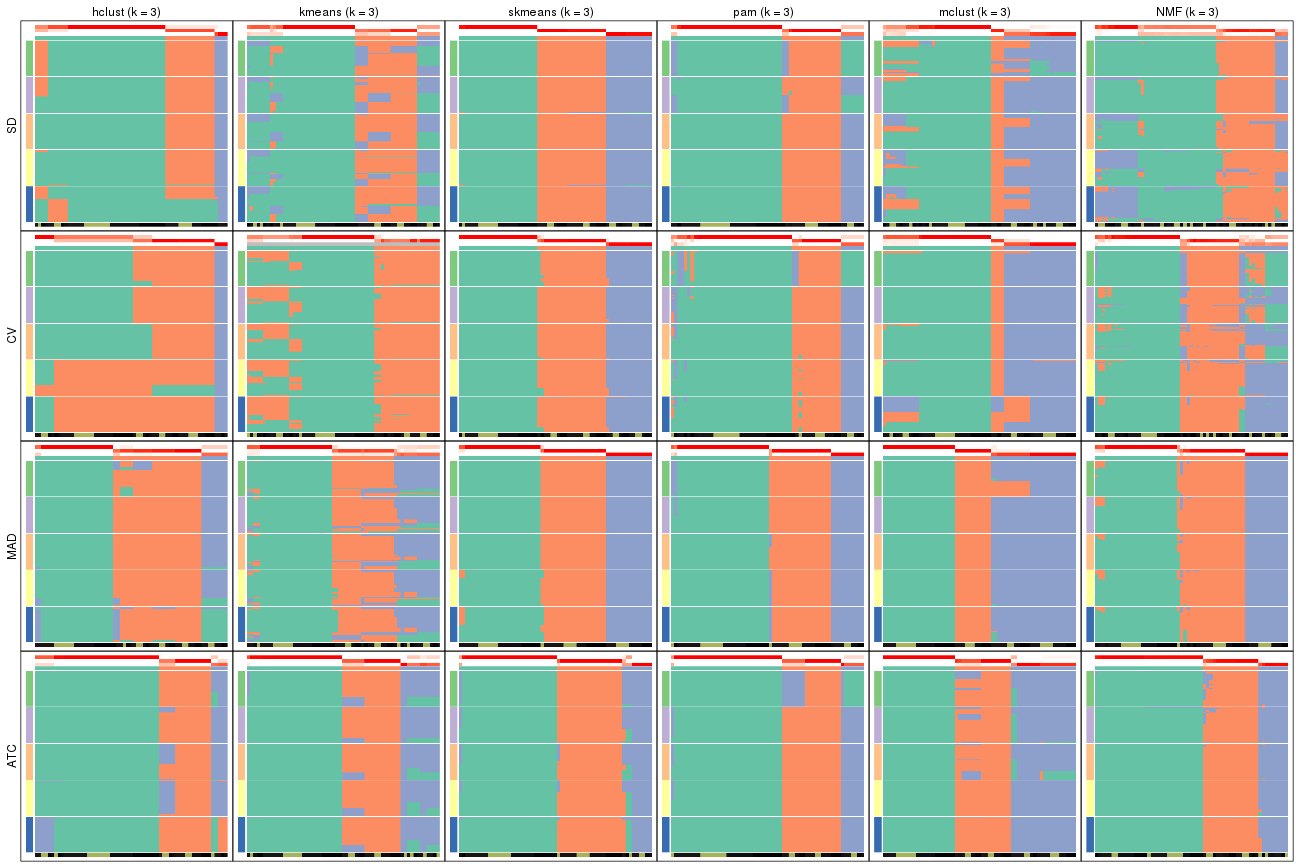 hclust (k = 3)
kmeans (k = 3)
skmeans (k = 3)
pam (k = 3)
mclust (k = 3)
NMF (k = 3)
SD
CV
MAD
ATC